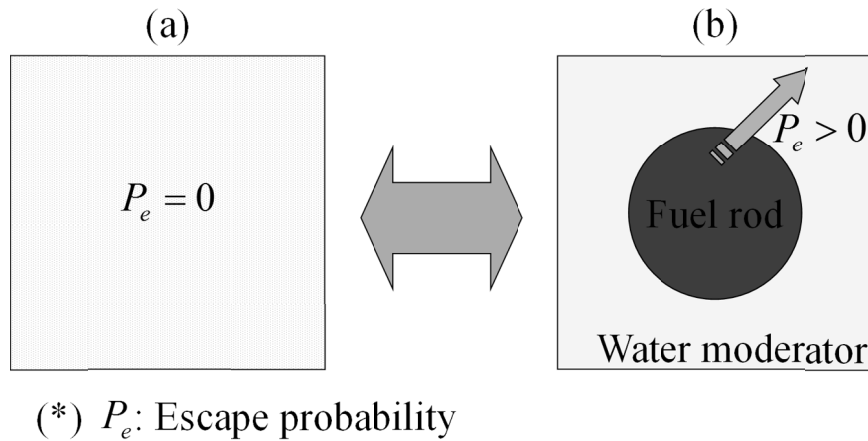 (a)
(b)
P_e = 0
P_e > 0
Fuel rod
Water moderator
(*) P_e: Escape probability